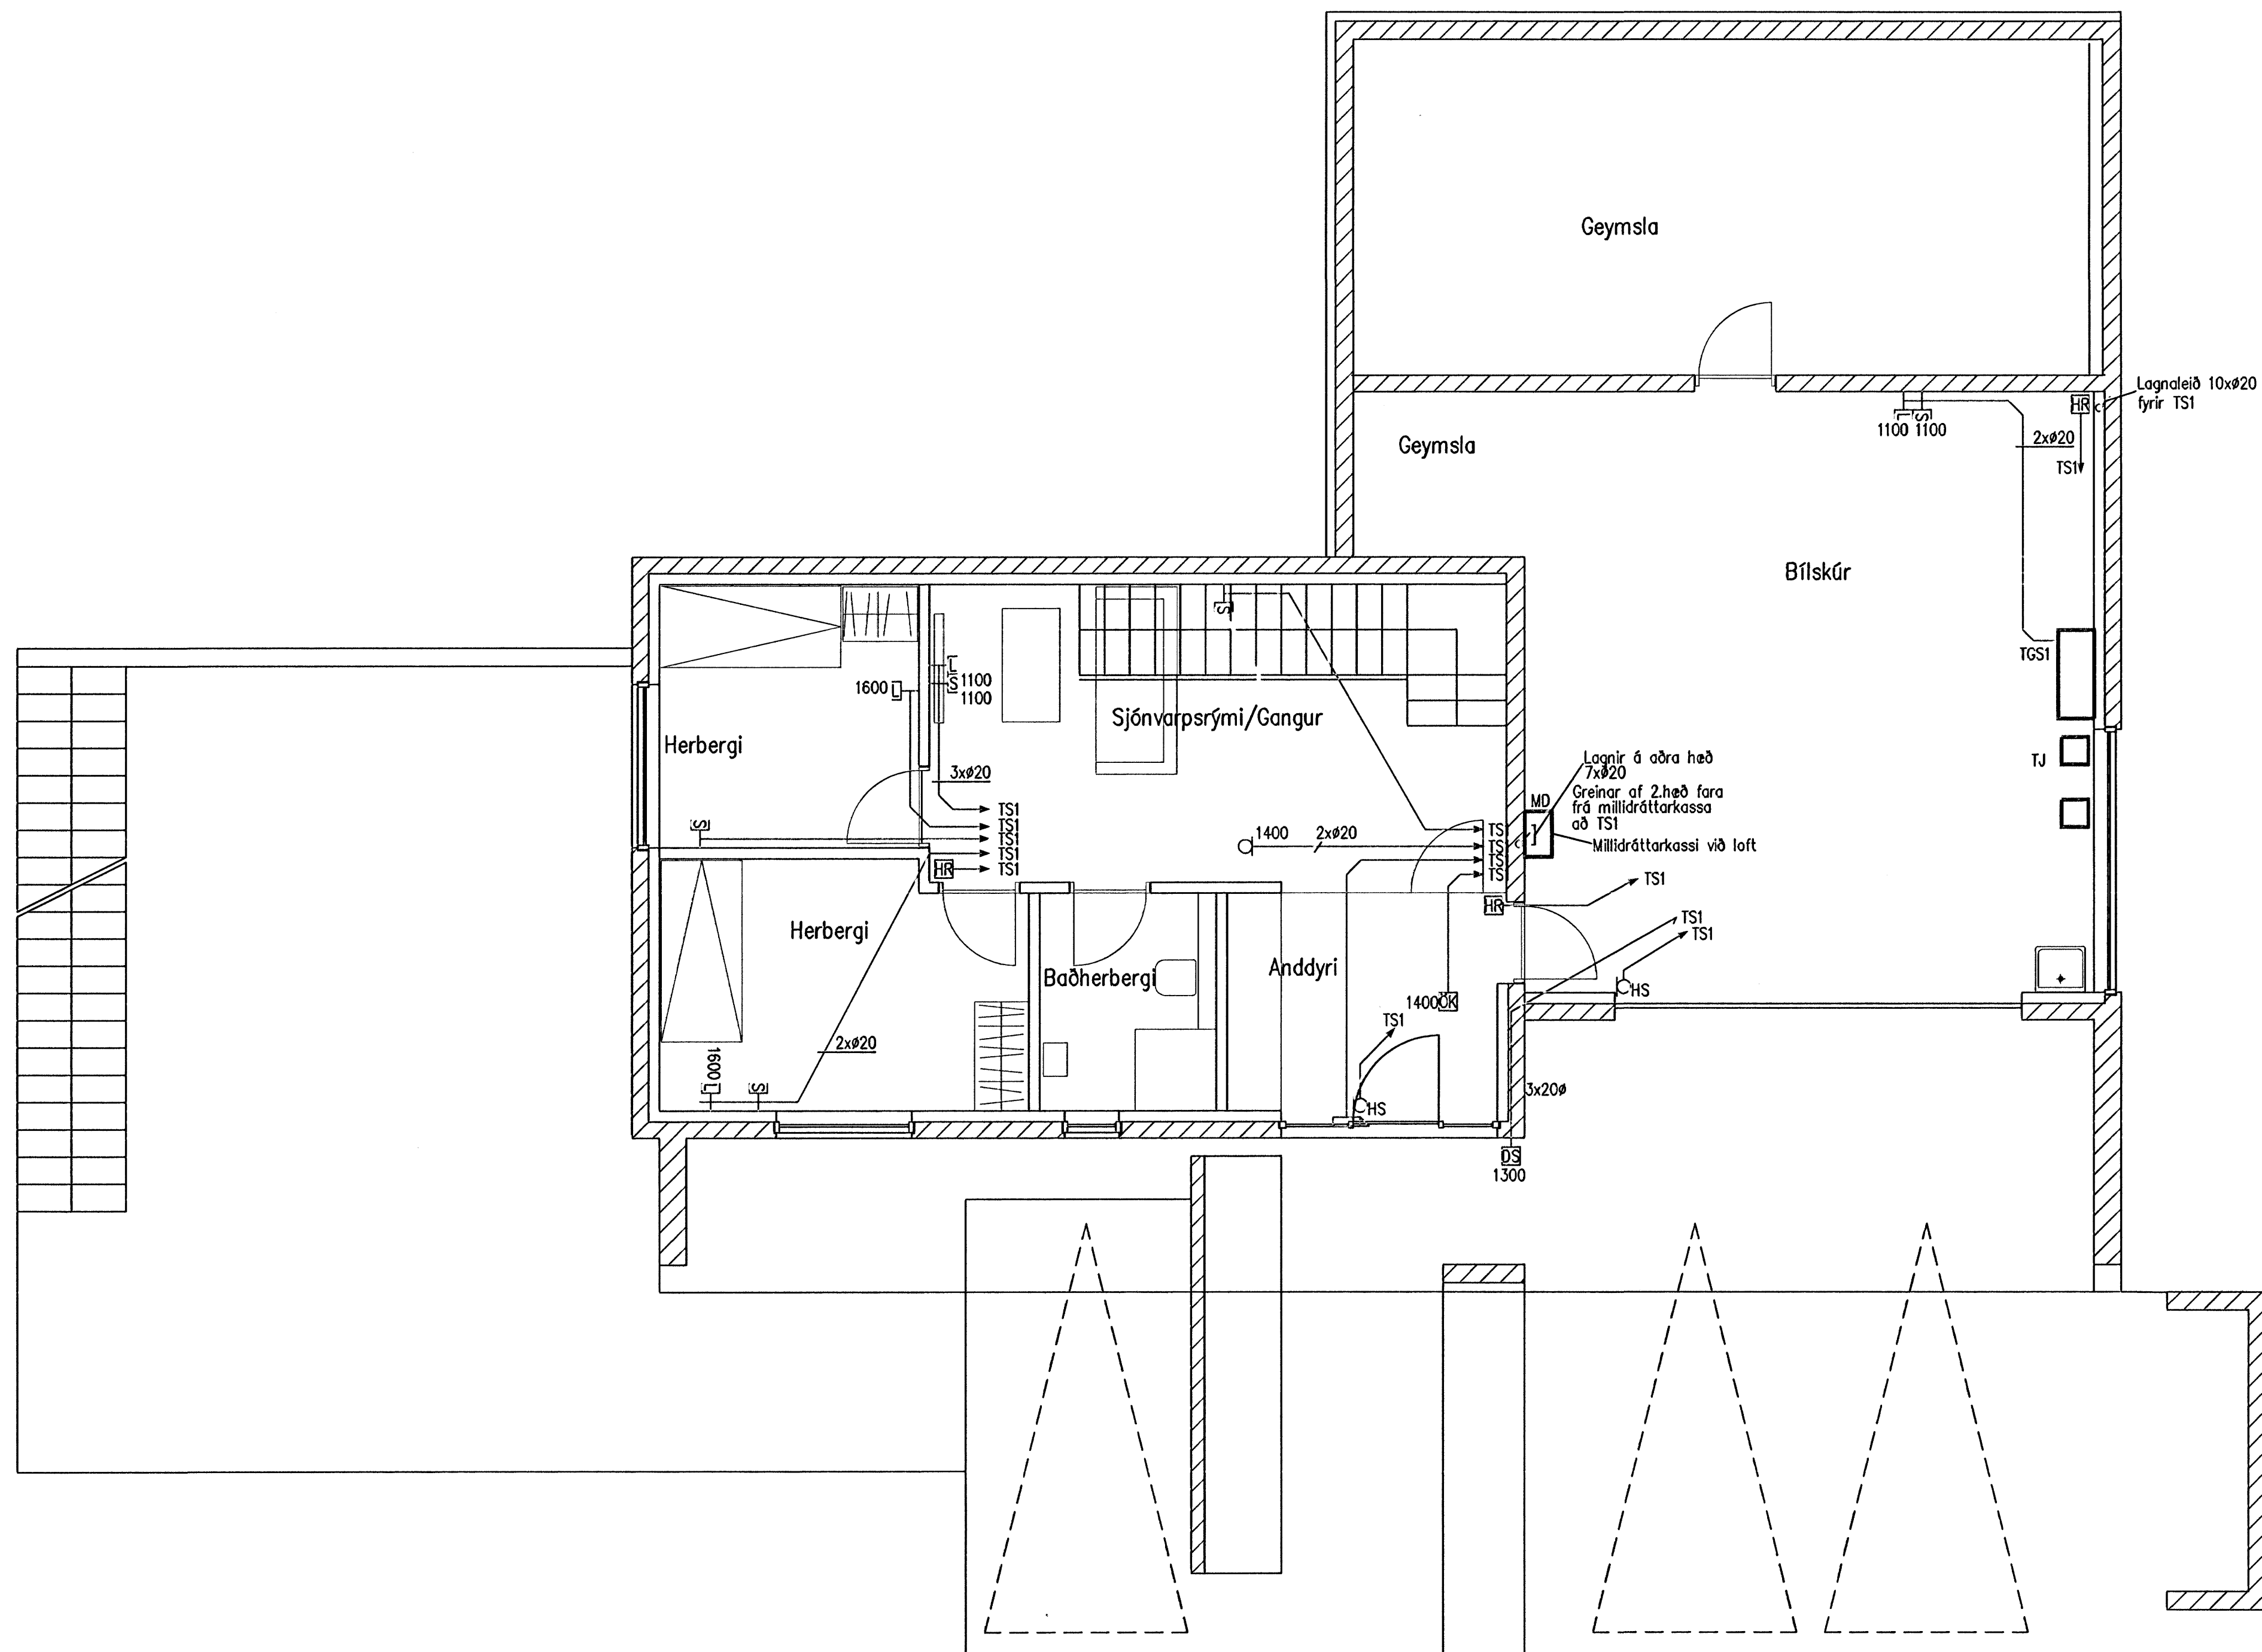 Geymsla
Lagnaleið 10xø20
fyrir TS1
HR
L S
1100 1100
2xø20
TS1
Geymsla
Bílskúr
S
TGS1
L
S 1100
1100
1600 L
Sjónvarpsrými/Gangur
Herbergi
TJ
Lagnir á aðra hæð
7xø20
Greinar af 2.hæð fara
frá millidráttarkassa
að TS1
MD
Millidráttarkassi við loft
3xø20
TS1
TS1
TS1
TS1
TS1
S
HR
1400
2xø20
TS
TS
TS
TS
HR
TS1
TS1
TS1
HS
Herbergi
Baðherbergi
Anddyri
1400
TS1
2xø20
1600 L
S
HS
3x20ø
DS
1300